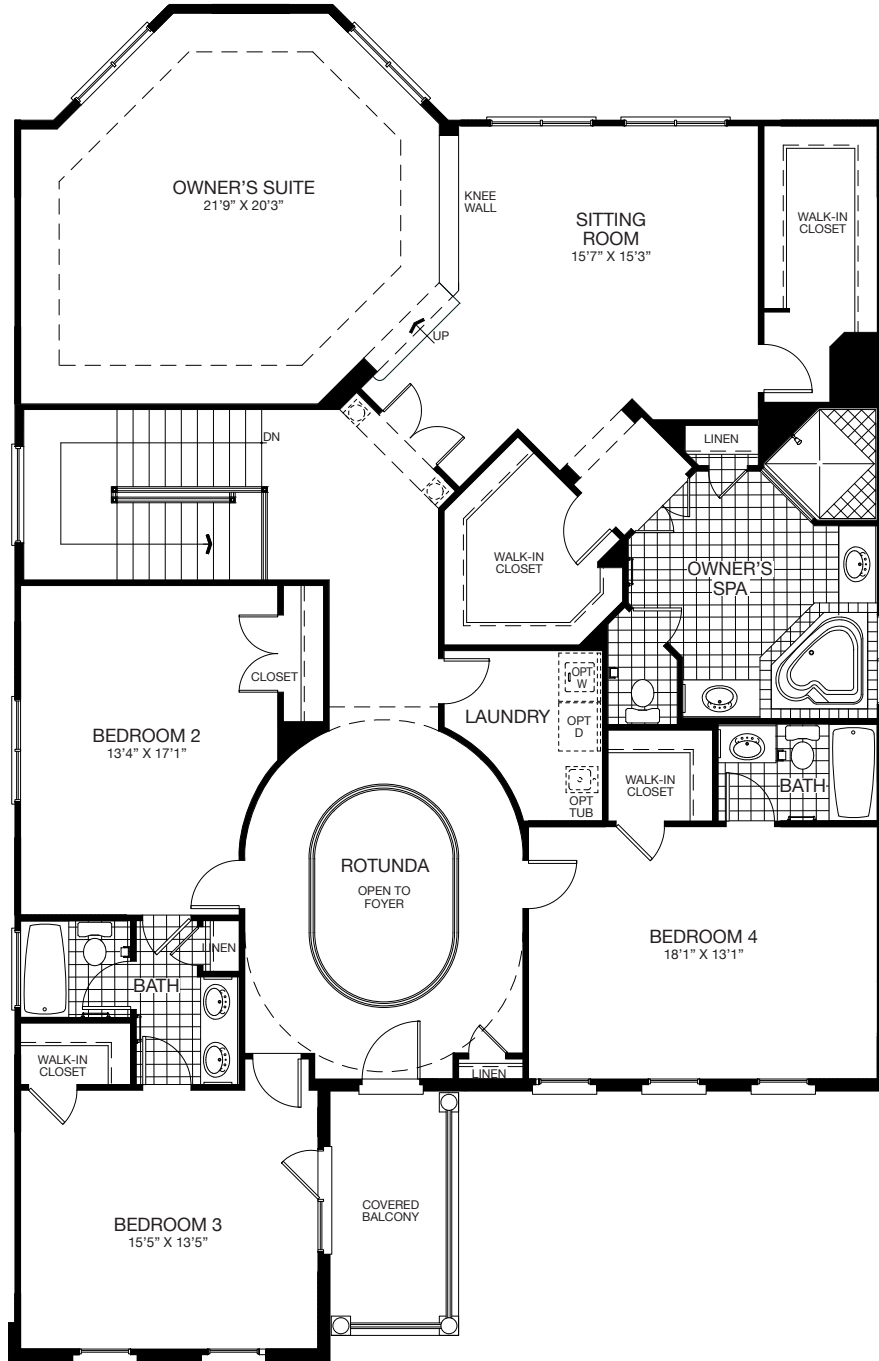 OWNER’S SUITE
21’9” X 20’3”
KNEE
WALL
SITTING
ROOM
15’7” X 15’3”
WALK-IN
CLOSET
UP
DN
LINEN
WALK-IN
CLOSET
OWNER’S
SPA
CLOSET
OPT
W
LAUNDRY
OPT
D
BEDROOM 2
13’4” X 17’1”
WALK-IN
CLOSET
BATH
OPT
TUB
ROTUNDA
OPEN TO
FOYER
BEDROOM 4
18’1” X 13’1”
LINEN
BATH
WALK-IN
CLOSET
LINEN
COVERED
BALCONY
BEDROOM 3
15’5” X 13’5”